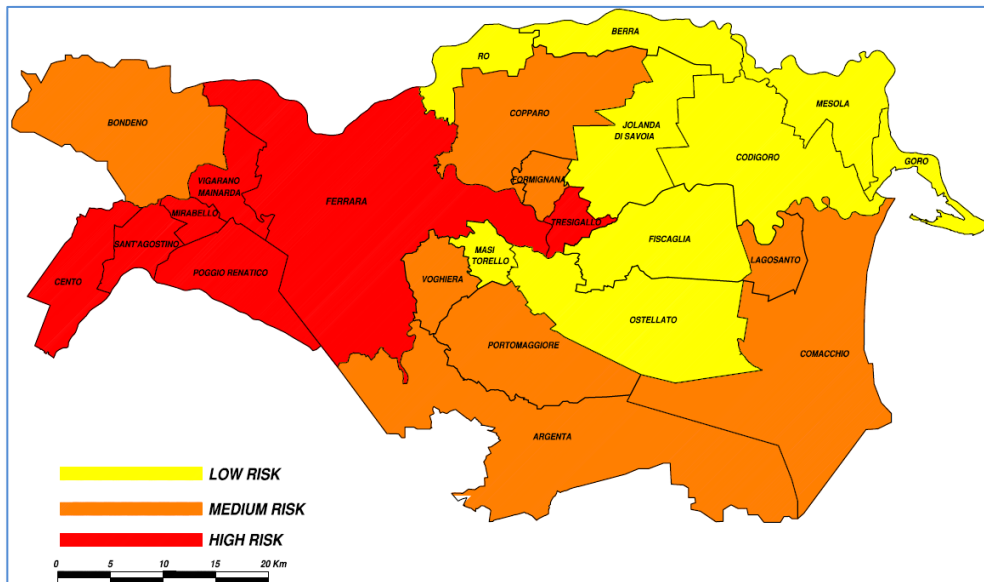 BERRA
RO
MESOLA
COPPARO
BONDENO
JOLANDA
DI SAVOIA
CODIGORO
GORO
FORMIGNANA
VIGARANO
MAINARDA
FERRARA
MIRABELLO
TRESIGALLO
FISCAGLIA
SANT'AGOSTINO
MASI
TORELLO
LAGOSANTO
CENTO
POGGIO RENATICO
VOGHIERA
OSTELLATO
PORTOMAGGIORE
COMACCHIO
ARGENTA
LOW RISK
MEDIUM RISK
HIGH RISK
0 5 10 15 20 Km